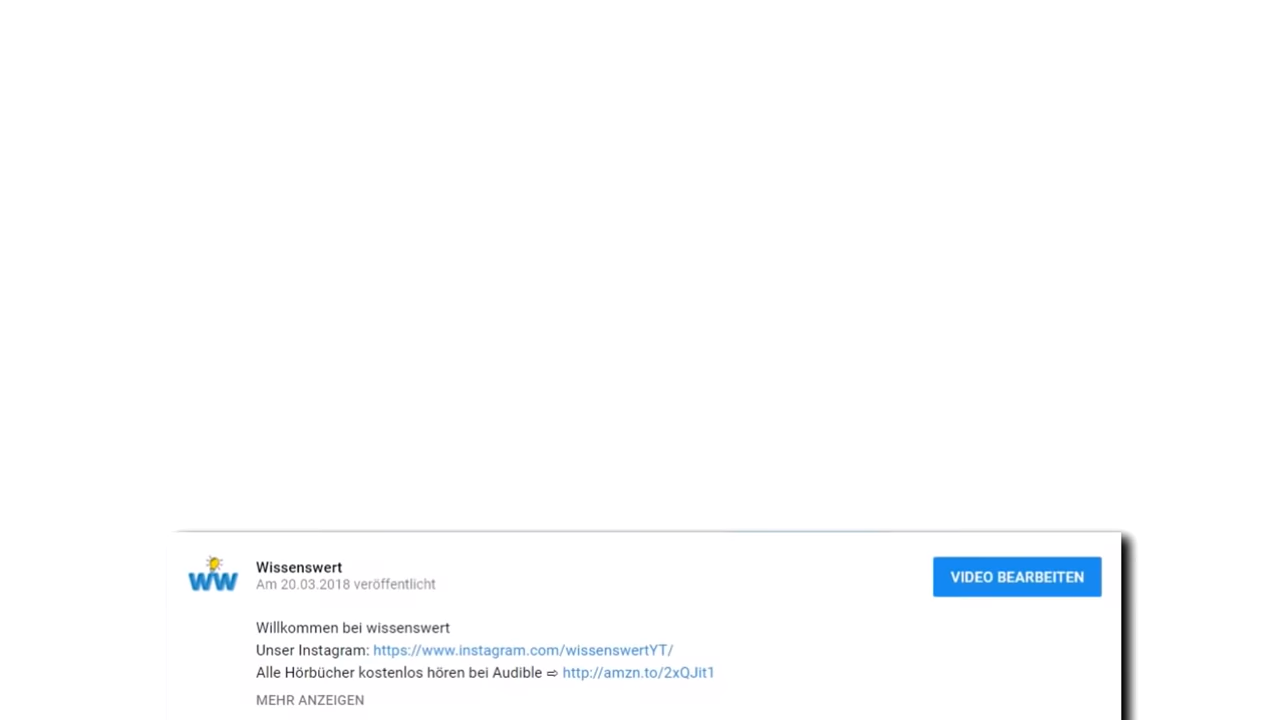 WW
Wissenswert
Am 20.03.2018 veröffentlicht
VIDEO BEARBEITEN
Willkommen bei wissenswert
Unser Instagram: https://www.instagram.com/wissenswertYT/
Alle Hörbücher kostenlos hören bei Audible ⇨ http://amzn.to/2xQJit1
MEHR ANZEIGEN